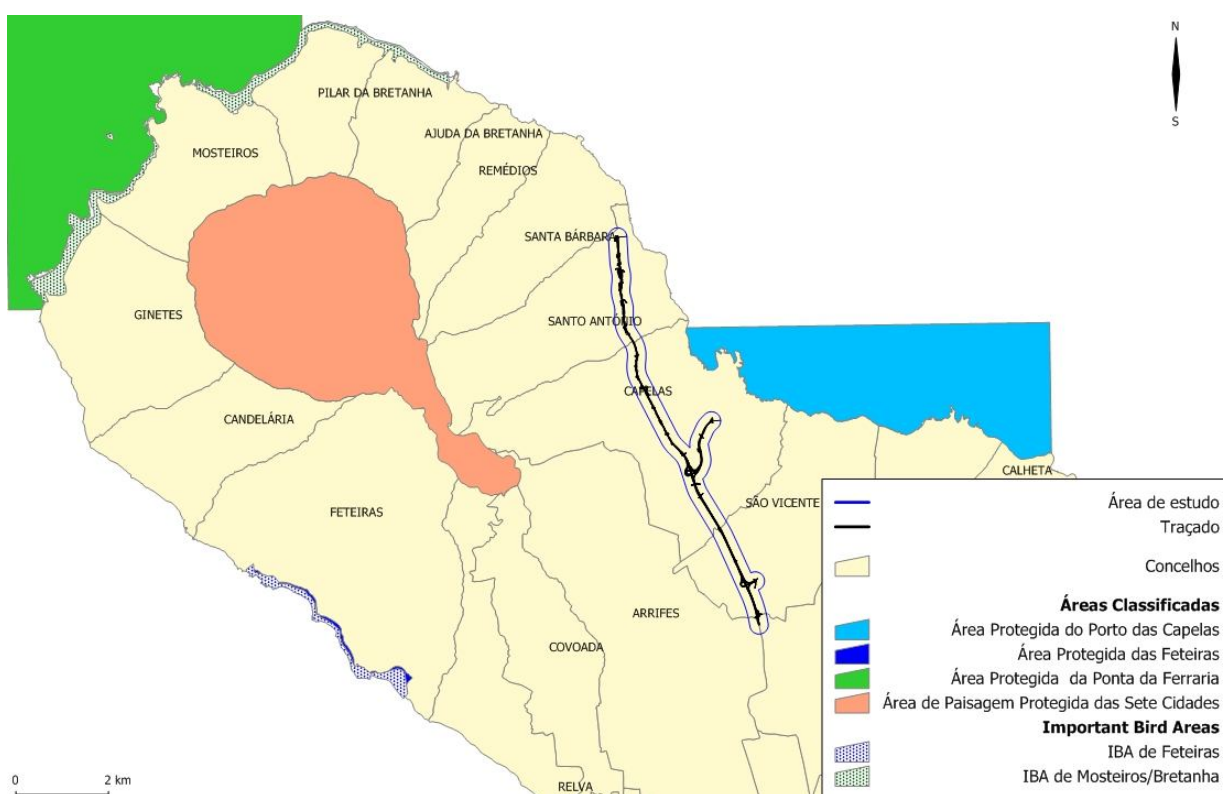 N
S
PILAR DA BRETANHA
AJUDA DA BRETANHA
MOSTEIROS
REMÉDIOS
SANTA BÁRBARA
GINETES
SANTO ANTÓNIO
CAPELAS
CANDELÁRIA
CALHETA
FETEIRAS
SÃO VICENTE
ARRIFES
COVOADA
RELVA
0 2 km
Área de estudo
Traçado
Concelhos
Áreas Classificadas
Área Protegida do Porto das Capelas
Área Protegida das Feteiras
Área Protegida da Ponta da Ferraria
Área de Paisagem Protegida das Sete Cidades
Important Bird Areas
IBA de Feteiras
IBA de Mosteiros/Bretanha